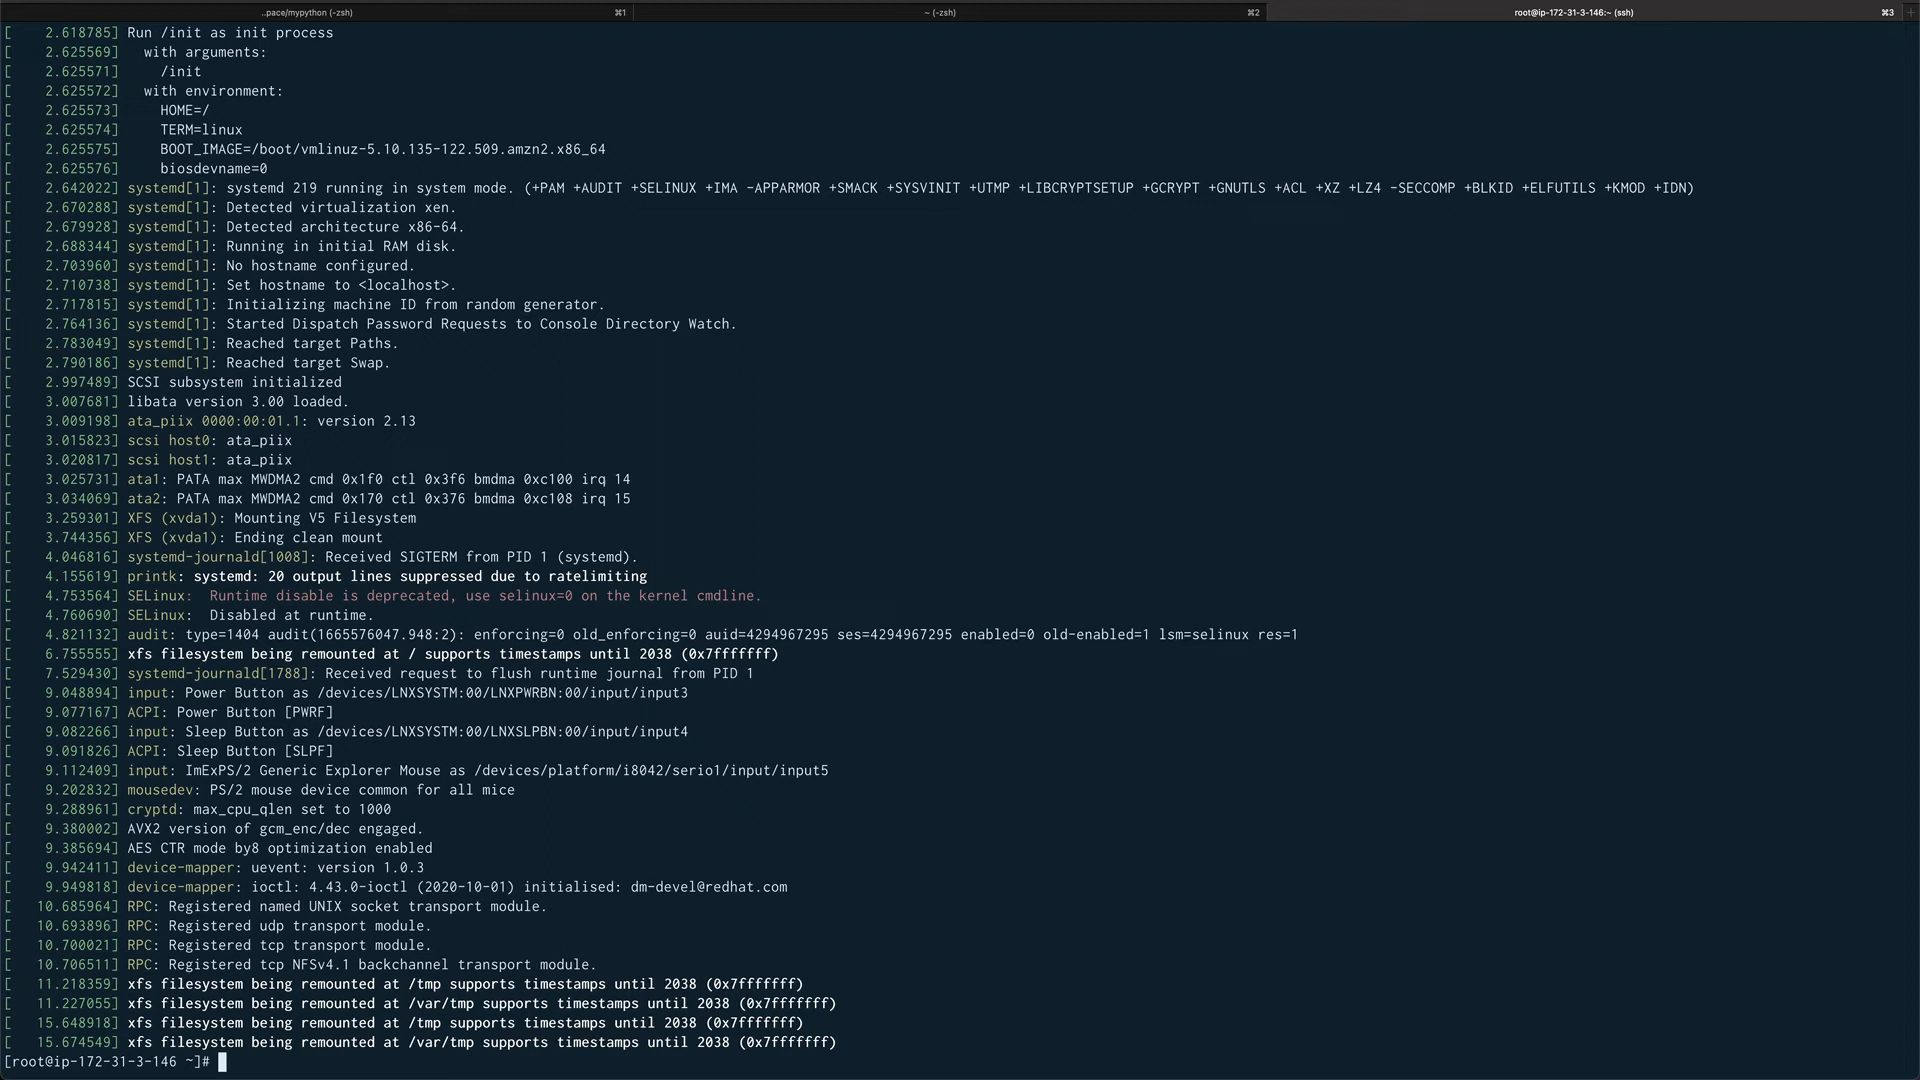 ..pace/mypython (-zsh) ⌘1 ~ (-zsh) ⌘2 root@ip-172-31-3-146:~ (ssh) ⌘3 +
[    2.618785] Run /init as init process
[    2.625569]   with arguments:
[    2.625571]     /init
[    2.625572]   with environment:
[    2.625573]     HOME=/
[    2.625574]     TERM=linux
[    2.625575]     BOOT_IMAGE=/boot/vmlinuz-5.10.135-122.509.amzn2.x86_64
[    2.625576]     biosdevname=0
[    2.642022] systemd[1]: systemd 219 running in system mode. (+PAM +AUDIT +SELINUX +IMA -APPARMOR +SMACK +SYSVINIT +UTMP +LIBCRYPTSETUP +GCRYPT +GNUTLS +ACL +XZ +LZ4 -SECCOMP +BLKID +ELFUTILS +KMOD +IDN)
[    2.670288] systemd[1]: Detected virtualization xen.
[    2.679928] systemd[1]: Detected architecture x86-64.
[    2.688344] systemd[1]: Running in initial RAM disk.
[    2.703960] systemd[1]: No hostname configured.
[    2.710738] systemd[1]: Set hostname to <localhost>.
[    2.717815] systemd[1]: Initializing machine ID from random generator.
[    2.764136] systemd[1]: Started Dispatch Password Requests to Console Directory Watch.
[    2.783049] systemd[1]: Reached target Paths.
[    2.790186] systemd[1]: Reached target Swap.
[    2.997489] SCSI subsystem initialized
[    3.007681] libata version 3.00 loaded.
[    3.009198] ata_piix 0000:00:01.1: version 2.13
[    3.015823] scsi host0: ata_piix
[    3.020817] scsi host1: ata_piix
[    3.025731] ata1: PATA max MWDMA2 cmd 0x1f0 ctl 0x3f6 bmdma 0xc100 irq 14
[    3.034069] ata2: PATA max MWDMA2 cmd 0x170 ctl 0x376 bmdma 0xc108 irq 15
[    3.259301] XFS (xvda1): Mounting V5 Filesystem
[    3.744356] XFS (xvda1): Ending clean mount
[    4.046816] systemd-journald[1008]: Received SIGTERM from PID 1 (systemd).
[    4.155619] printk: systemd: 20 output lines suppressed due to ratelimiting
[    4.753564] SELinux:  Runtime disable is deprecated, use selinux=0 on the kernel cmdline.
[    4.760690] SELinux:  Disabled at runtime.
[    4.821132] audit: type=1404 audit(1665576047.948:2): enforcing=0 old_enforcing=0 auid=4294967295 ses=4294967295 enabled=0 old-enabled=1 lsm=selinux res=1
[    6.755555] xfs filesystem being remounted at / supports timestamps until 2038 (0x7fffffff)
[    7.529430] systemd-journald[1788]: Received request to flush runtime journal from PID 1
[    9.048894] input: Power Button as /devices/LNXSYSTM:00/LNXPWRBN:00/input/input3
[    9.077167] ACPI: Power Button [PWRF]
[    9.082266] input: Sleep Button as /devices/LNXSYSTM:00/LNXSLPBN:00/input/input4
[    9.091826] ACPI: Sleep Button [SLPF]
[    9.112409] input: ImExPS/2 Generic Explorer Mouse as /devices/platform/i8042/serio1/input/input5
[    9.202832] mousedev: PS/2 mouse device common for all mice
[    9.288961] cryptd: max_cpu_qlen set to 1000
[    9.380002] AVX2 version of gcm_enc/dec engaged.
[    9.385694] AES CTR mode by8 optimization enabled
[    9.942411] device-mapper: uevent: version 1.0.3
[    9.949818] device-mapper: ioctl: 4.43.0-ioctl (2020-10-01) initialised: dm-devel@redhat.com
[   10.685964] RPC: Registered named UNIX socket transport module.
[   10.693896] RPC: Registered udp transport module.
[   10.700021] RPC: Registered tcp transport module.
[   10.706511] RPC: Registered tcp NFSv4.1 backchannel transport module.
[   11.218359] xfs filesystem being remounted at /tmp supports timestamps until 2038 (0x7fffffff)
[   11.227055] xfs filesystem being remounted at /var/tmp supports timestamps until 2038 (0x7fffffff)
[   15.648918] xfs filesystem being remounted at /tmp supports timestamps until 2038 (0x7fffffff)
[   15.674549] xfs filesystem being remounted at /var/tmp supports timestamps until 2038 (0x7fffffff)
[root@ip-172-31-3-146 ~]#